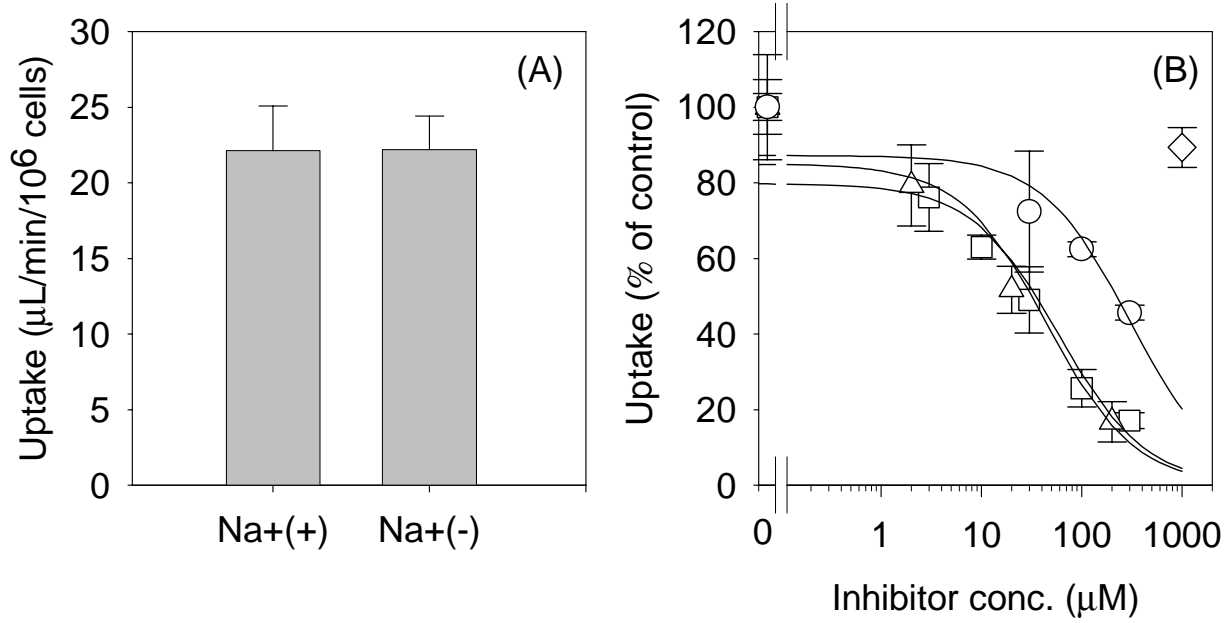 (A)
Uptake (μL/min/10⁶ cells)
30
25
20
15
10
5
0
Na+(+) Na+(-)
(B)
Uptake (% of control)
120
100
80
60
40
20
0
0 1 10 100 1000
Inhibitor conc. (μM)